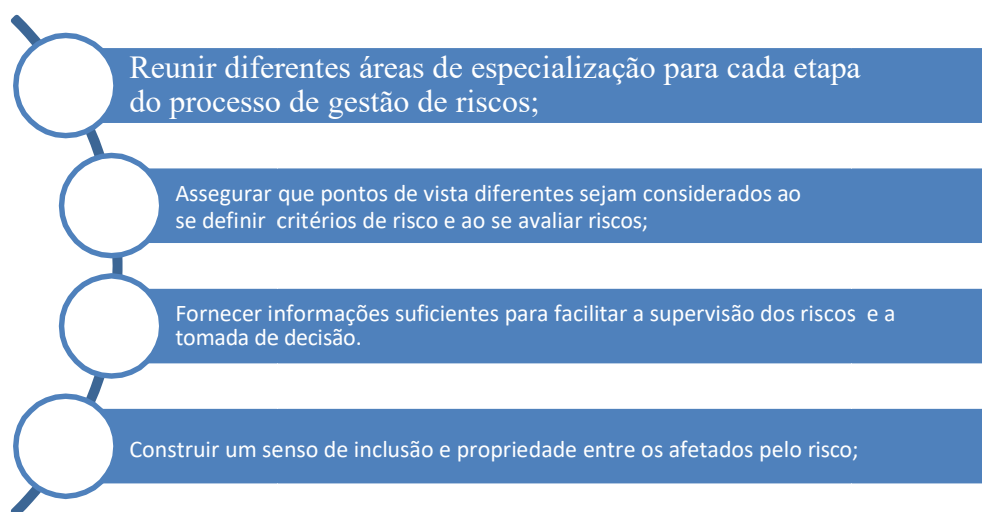 Reunir diferentes áreas de especialização para cada etapa
do processo de gestão de riscos;
Assegurar que pontos de vista diferentes sejam considerados ao
se definir critérios de risco e ao se avaliar riscos;
Fornecer informações suficientes para facilitar a supervisão dos riscos e a
tomada de decisão.
Construir um senso de inclusão e propriedade entre os afetados pelo risco;